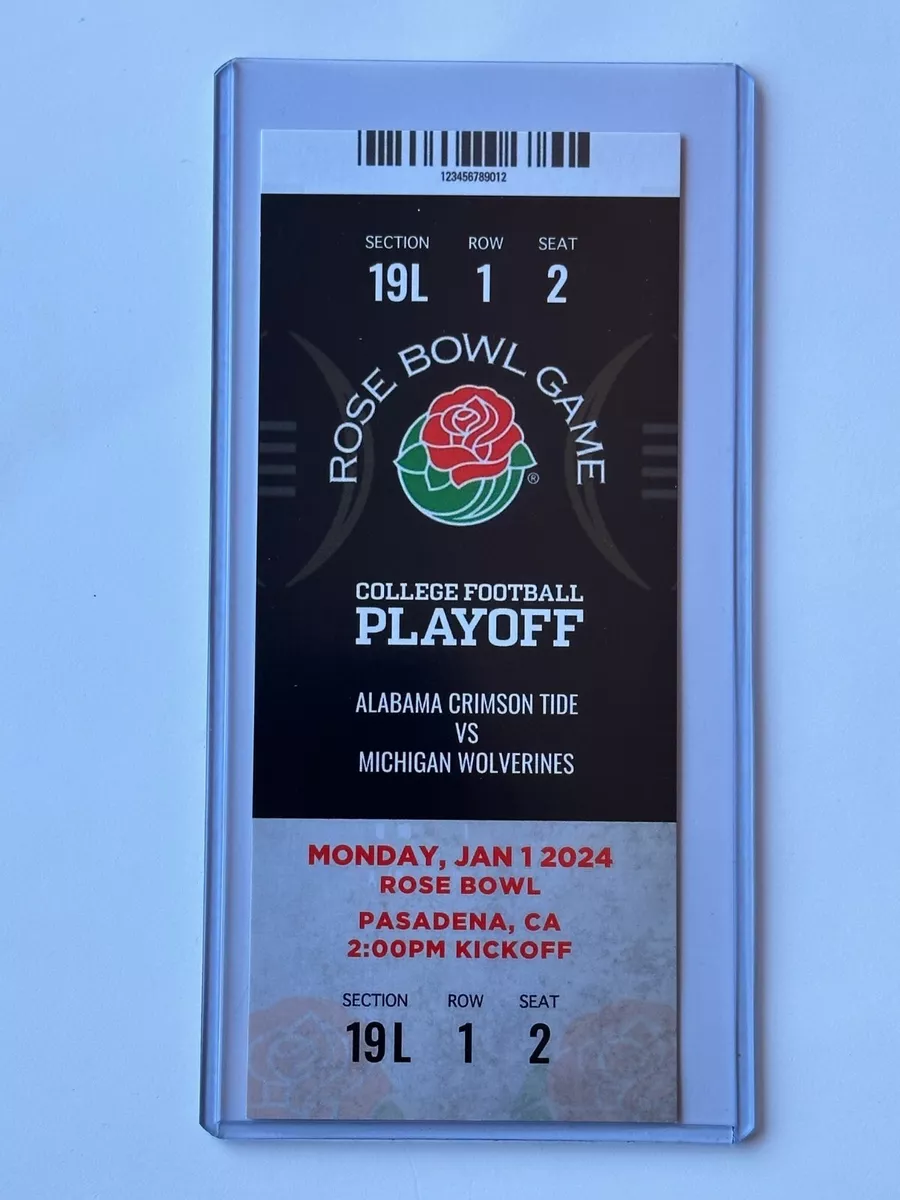 123456789012
SECTION ROW SEAT
19L 1 2
ROSE BOWL GAME
®
COLLEGE FOOTBALL
PLAYOFF
ALABAMA CRIMSON TIDE
VS
MICHIGAN WOLVERINES
MONDAY, JAN 1 2024
ROSE BOWL
PASADENA, CA
2:00PM KICKOFF
SECTION ROW SEAT
19L 1 2